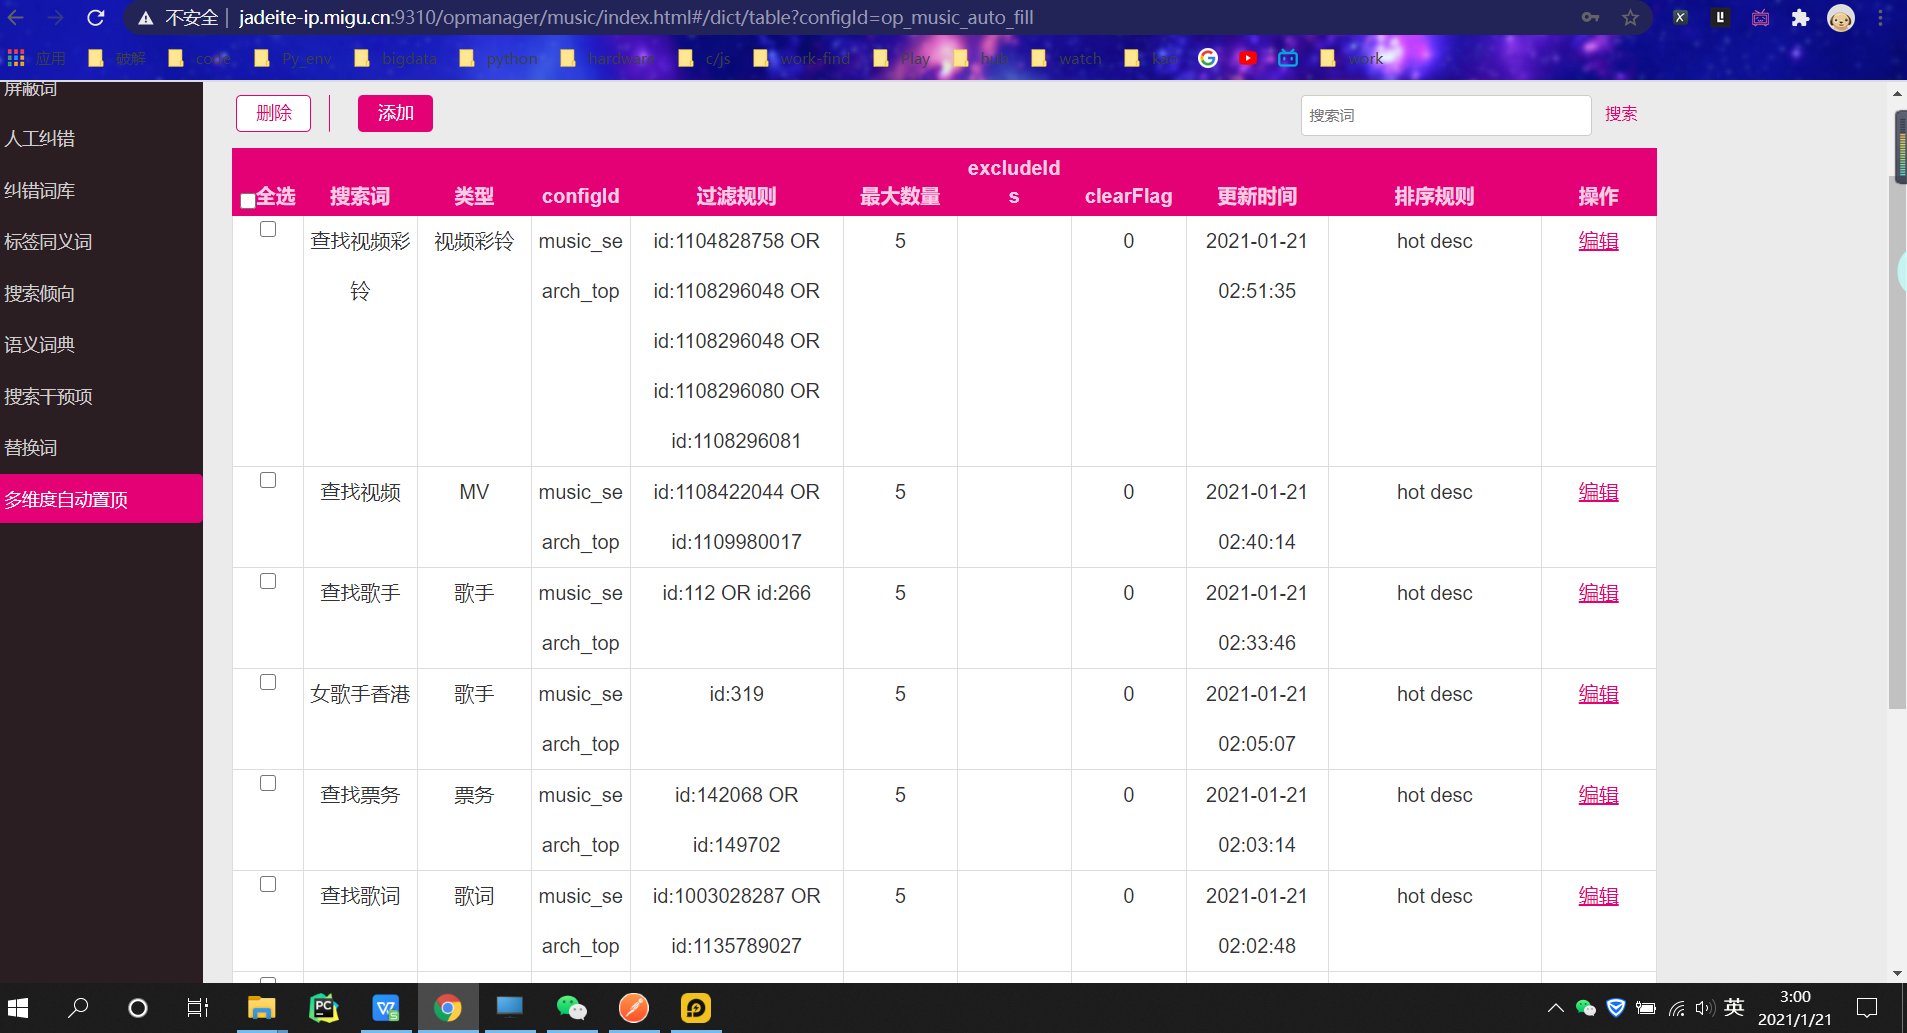 不安全 | jadeite-ip.migu.cn:9310/opmanager/music/index.html#/dict/table?configId=op_music_auto_fill
应用 破解 code Py_env bigdata python hardware c/js work-find Play hub watch kao work
屏蔽词
人工纠错
纠错词库
标签同义词
搜索倾向
语义词典
搜索干预项
替换词
多维度自动置顶
删除 添加 搜索词 搜索
全选 搜索词 类型 configId 过滤规则 最大数量 excludeIds clearFlag 更新时间 排序规则 操作
查找视频彩 视频彩铃 music_se id:1104828758 OR 5 0 2021-01-21 hot desc 编辑
铃 arch_top id:1108296048 OR 02:51:35
id:1108296048 OR
id:1108296080 OR
id:1108296081
查找视频 MV music_se id:1108422044 OR 5 0 2021-01-21 hot desc 编辑
arch_top id:1109980017 02:40:14
查找歌手 歌手 music_se id:112 OR id:266 5 0 2021-01-21 hot desc 编辑
arch_top 02:33:46
女歌手香港 歌手 music_se id:319 5 0 2021-01-21 hot desc 编辑
arch_top 02:05:07
查找票务 票务 music_se id:142068 OR 5 0 2021-01-21 hot desc 编辑
arch_top id:149702 02:03:14
查找歌词 歌词 music_se id:1003028287 OR 5 0 2021-01-21 hot desc 编辑
arch_top id:1135789027 02:02:48
英 3:00
2021/1/21